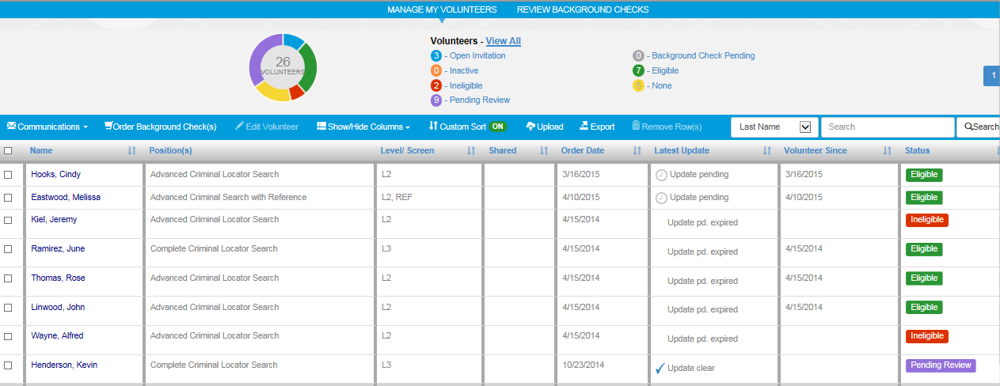 MANAGE MY VOLUNTEERS REVIEW BACKGROUND CHECKS
26
VOLUNTEERS
Volunteers - View All
3 - Open Invitation 0 - Background Check Pending
0 - Inactive 7 - Eligible
2 - Ineligible 5 - None
9 - Pending Review
1
Communications Order Background Check(s) Edit Volunteer Show/Hide Columns Custom Sort ON Upload Export Remove Row(s) Last Name Search Search
Name Position(s) Level/ Screen Shared Order Date Latest Update Volunteer Since Status
Hooks, Cindy Advanced Criminal Locator Search L2 3/16/2015 Update pending 3/16/2015 Eligible
Eastwood, Melissa Advanced Criminal Search with Reference L2, REF 4/10/2015 Update pending 4/10/2015 Eligible
Kiel, Jeremy Advanced Criminal Locator Search L2 4/15/2014 Update pd. expired Ineligible
Ramirez, June Complete Criminal Locator Search L3 4/15/2014 Update pd. expired 4/15/2014 Eligible
Thomas, Rose Advanced Criminal Locator Search L2 4/15/2014 Update pd. expired 4/15/2014 Eligible
Linwood, John Advanced Criminal Locator Search L2 4/15/2014 Update pd. expired 4/15/2014 Eligible
Wayne, Alfred Advanced Criminal Locator Search L2 4/15/2014 Update pd. expired Ineligible
Henderson, Kevin Complete Criminal Locator Search L3 10/23/2014 Update clear Pending Review